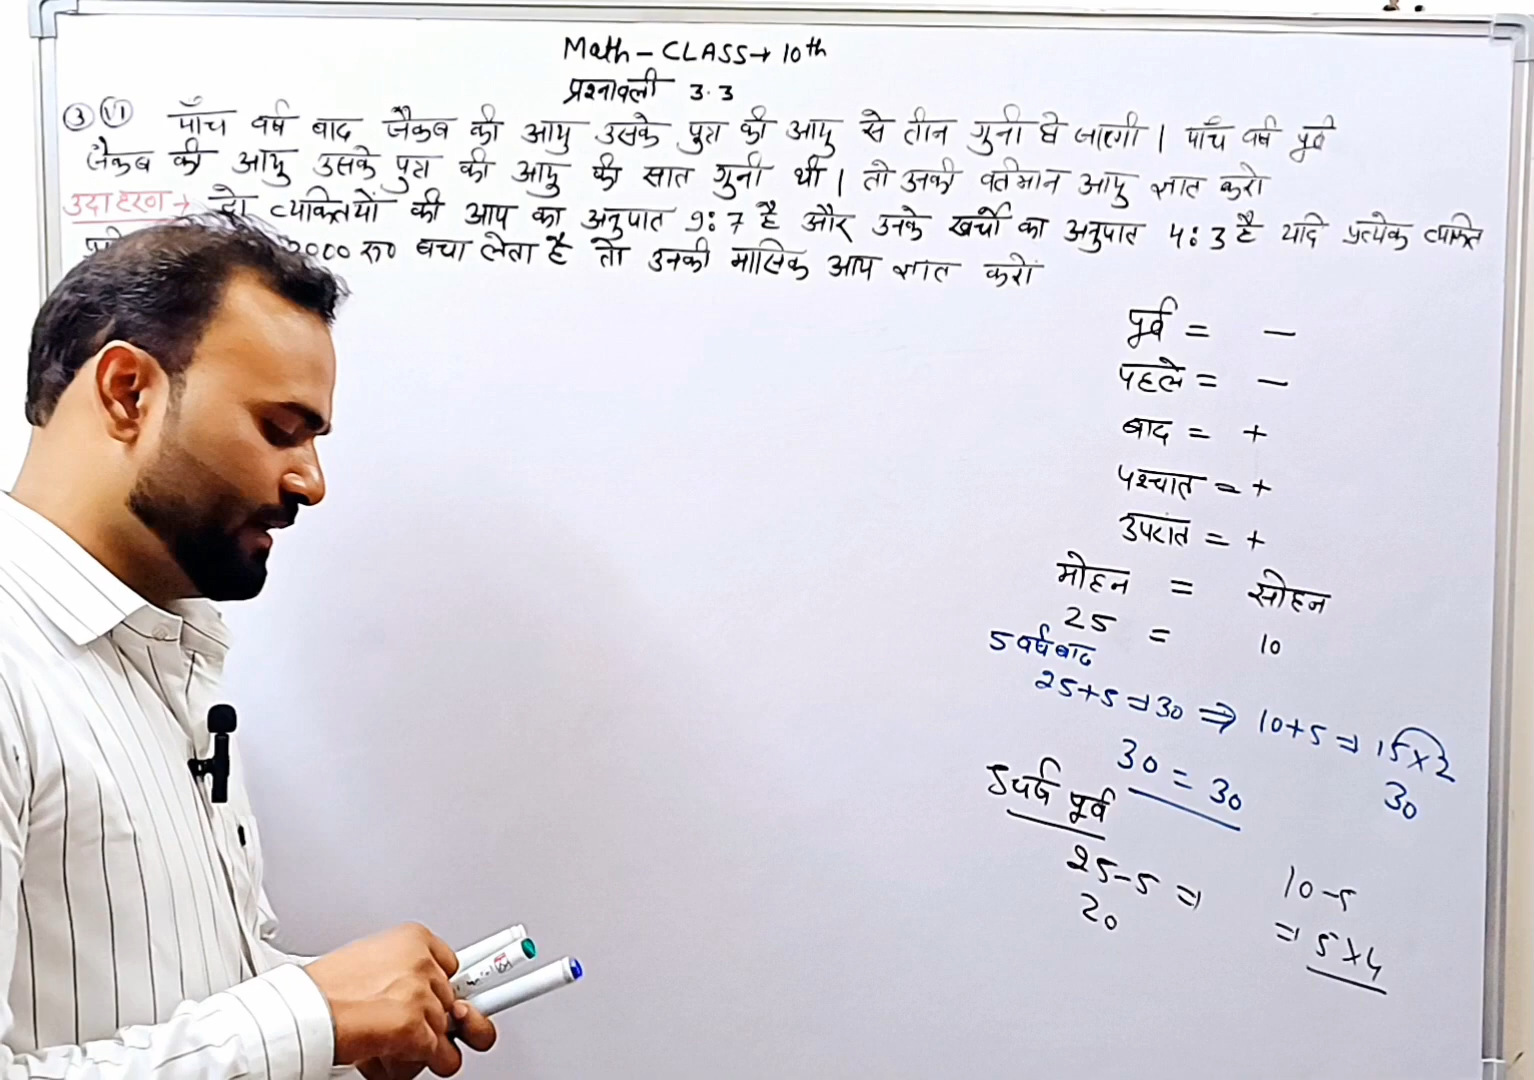 Math - CLASS → 10th
प्रश्नावली 3.3
③ (VI) पाँच वर्ष बाद जैकब की आयु उसके पुत्र की आयु से तीन गुनी हो जाएगी। पाँच वर्ष पूर्व
जैकब की आयु उसके पुत्र की आयु की सात गुनी थी। तो उनकी वर्तमान आयु ज्ञात करो
उदाहरण → दो व्यक्तियों की आय का अनुपात 9:7 है और उनके खर्चो का अनुपात 4:3 है यदि प्रत्येक व्यक्ति
2000 रू० बचा लेता है तो उनकी मासिक आय ज्ञात करों
पूर्व = -
पहले = -
बाद = +
पश्चात = +
उपरांत = +
मोहन = सोहन
25 = 10
5 वर्ष बाद
25+5 ⇒ 30 ⇒ 10+5 ⇒ 15×2
30 = 30 30
5 वर्ष पूर्व
25-5 ⇒ 10-5
20 ⇒ 5×4